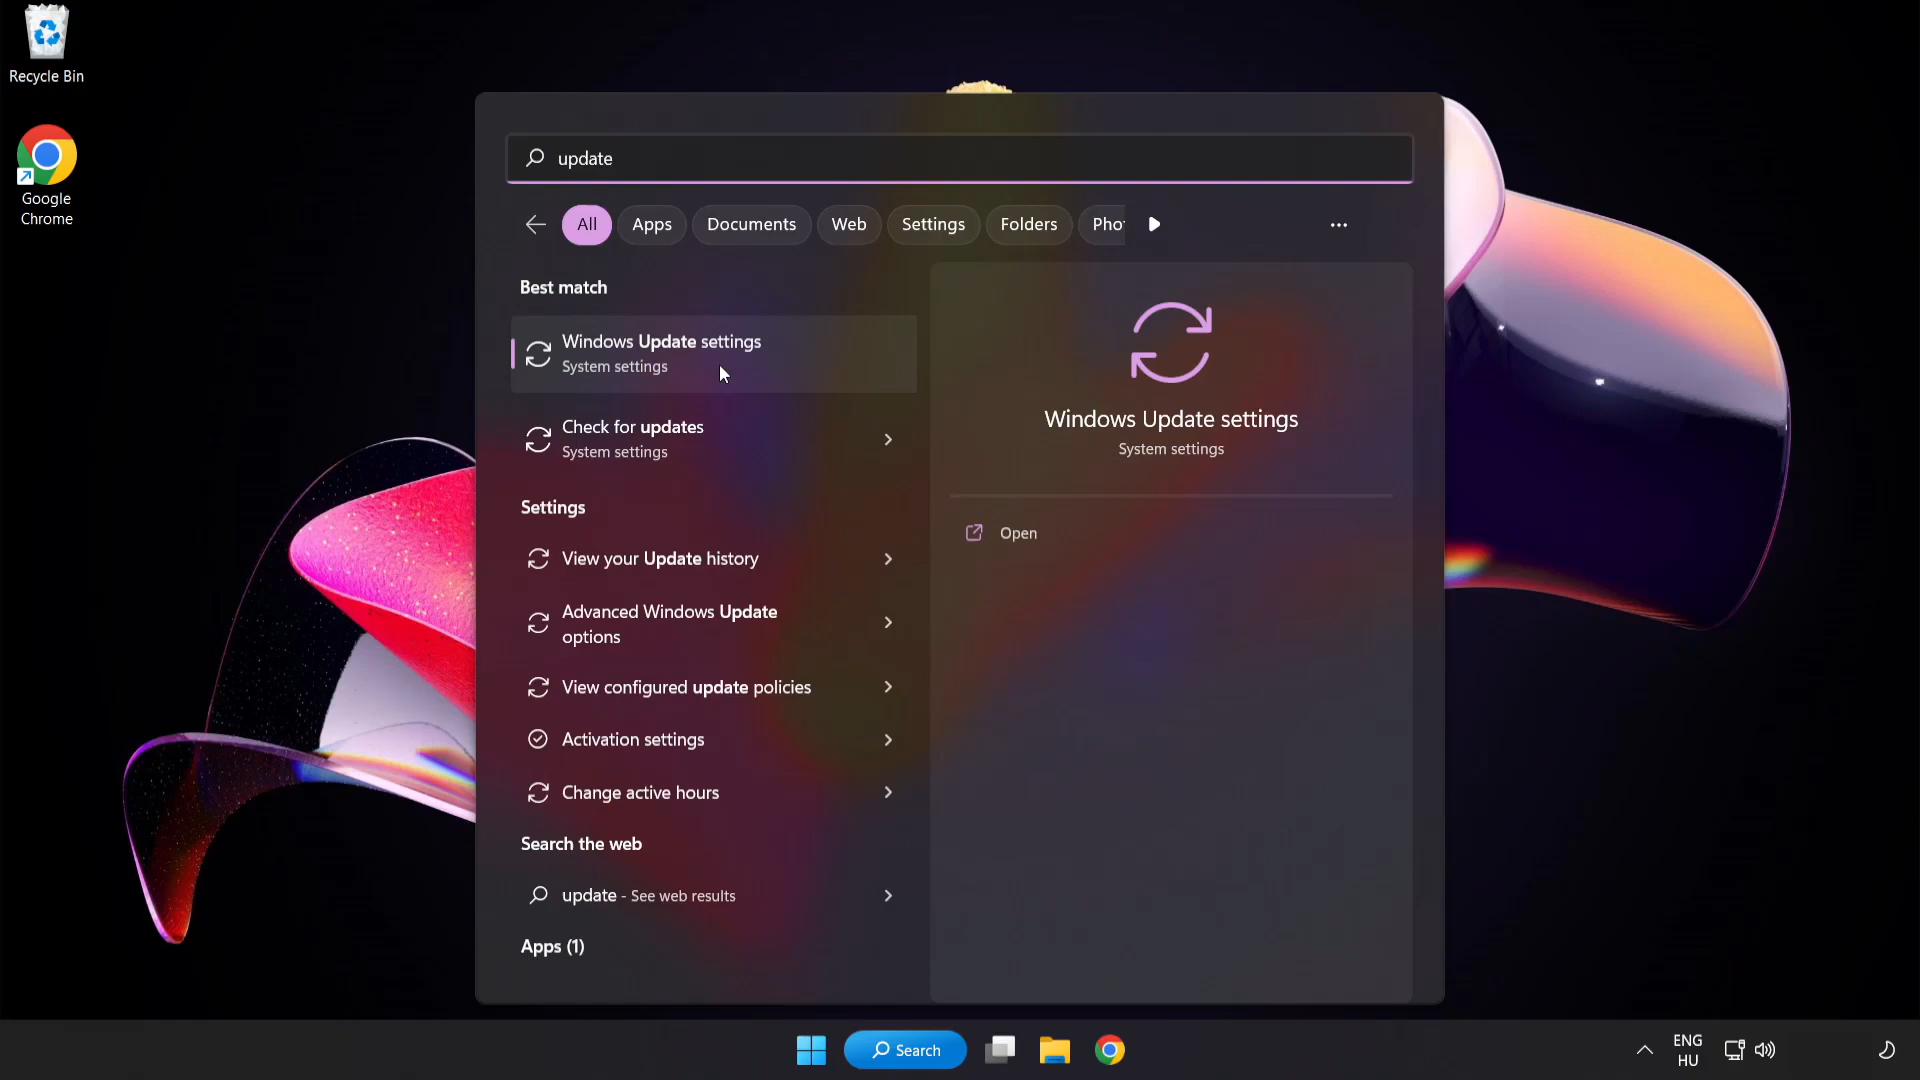 Recycle Bin
Google
Chrome
update
All
Apps
Documents
Web
Settings
Folders
Best match
Windows Update settings
System settings
Check for updates
System settings
Settings
View your Update history
Advanced Windows Update
options
View configured update policies
Activation settings
Change active hours
Search the web
update - See web results
Apps (1)
Windows Update settings
System settings
Open
Search
ENG
HU